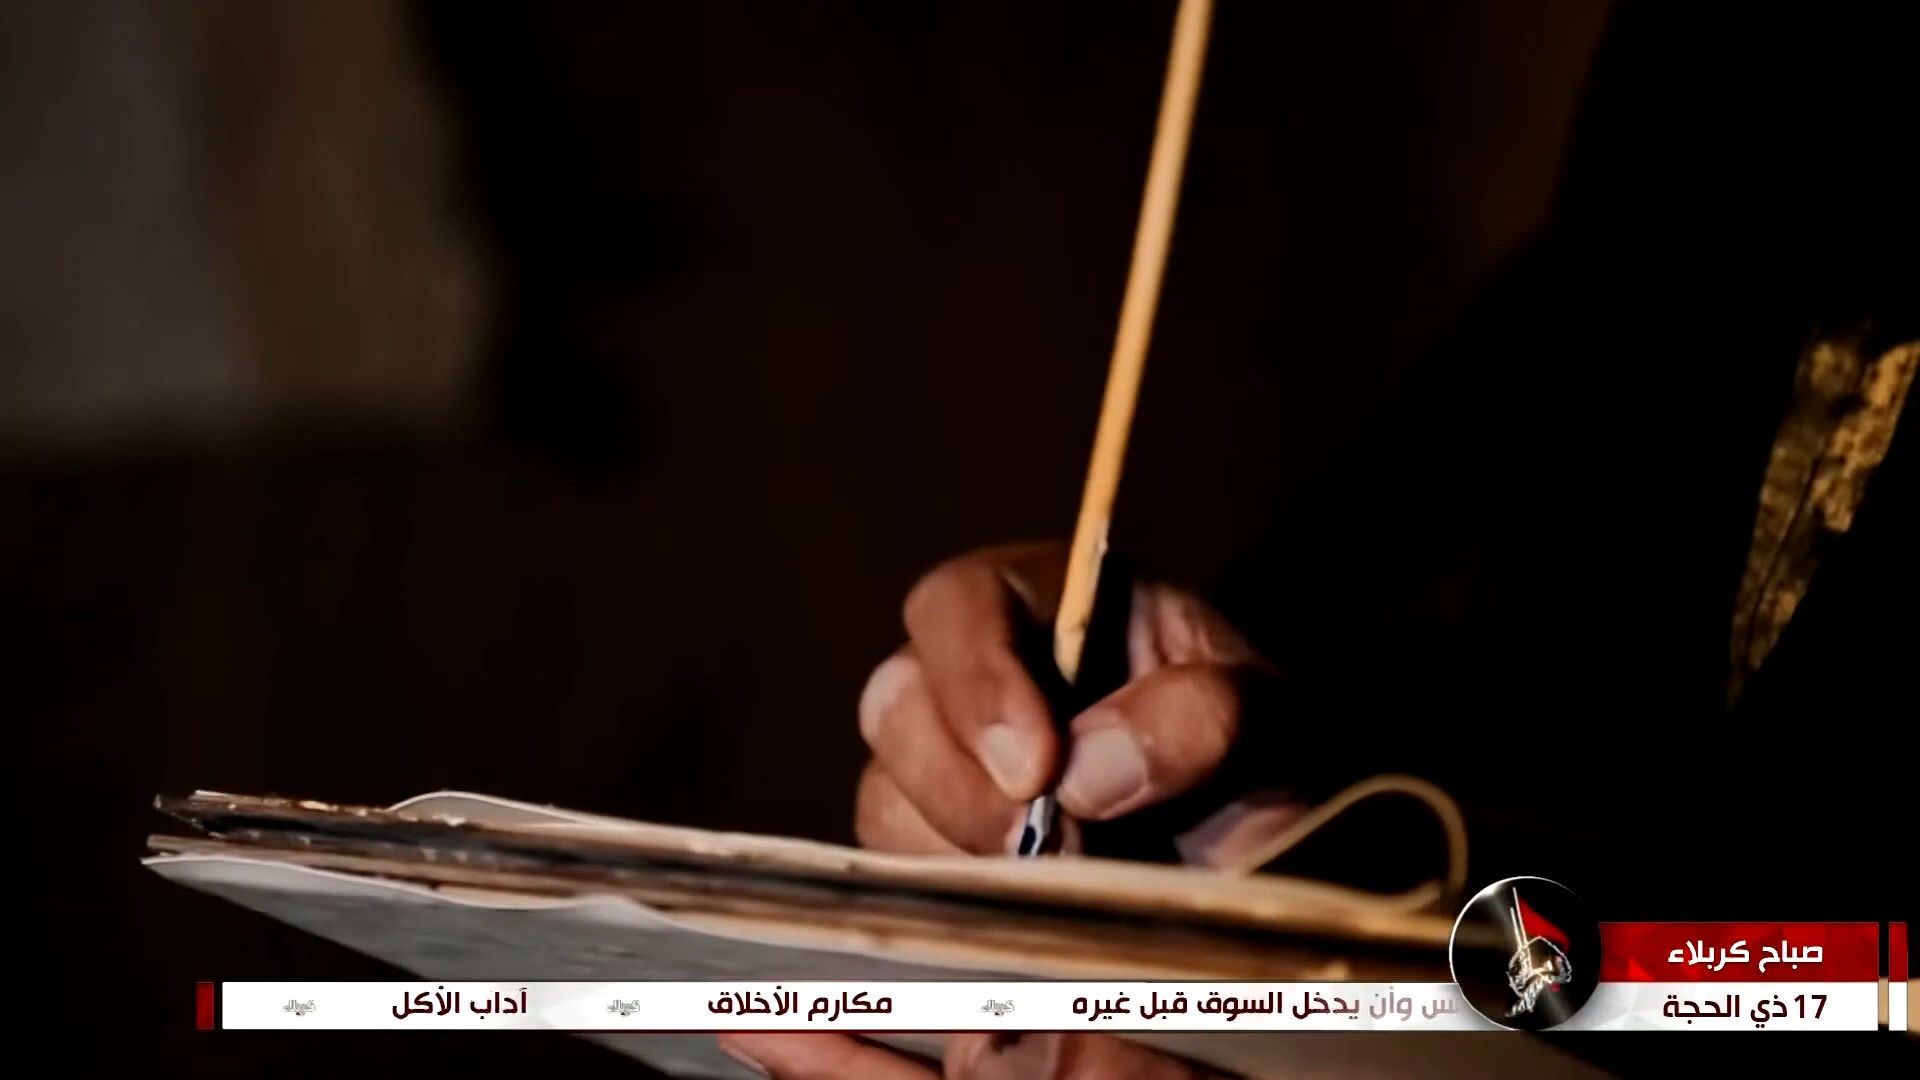 صباح كربلاء
17 ذي الحجة
وأن يدخل السوق قبل غيره
مكارم الأخلاق
آداب الأكل